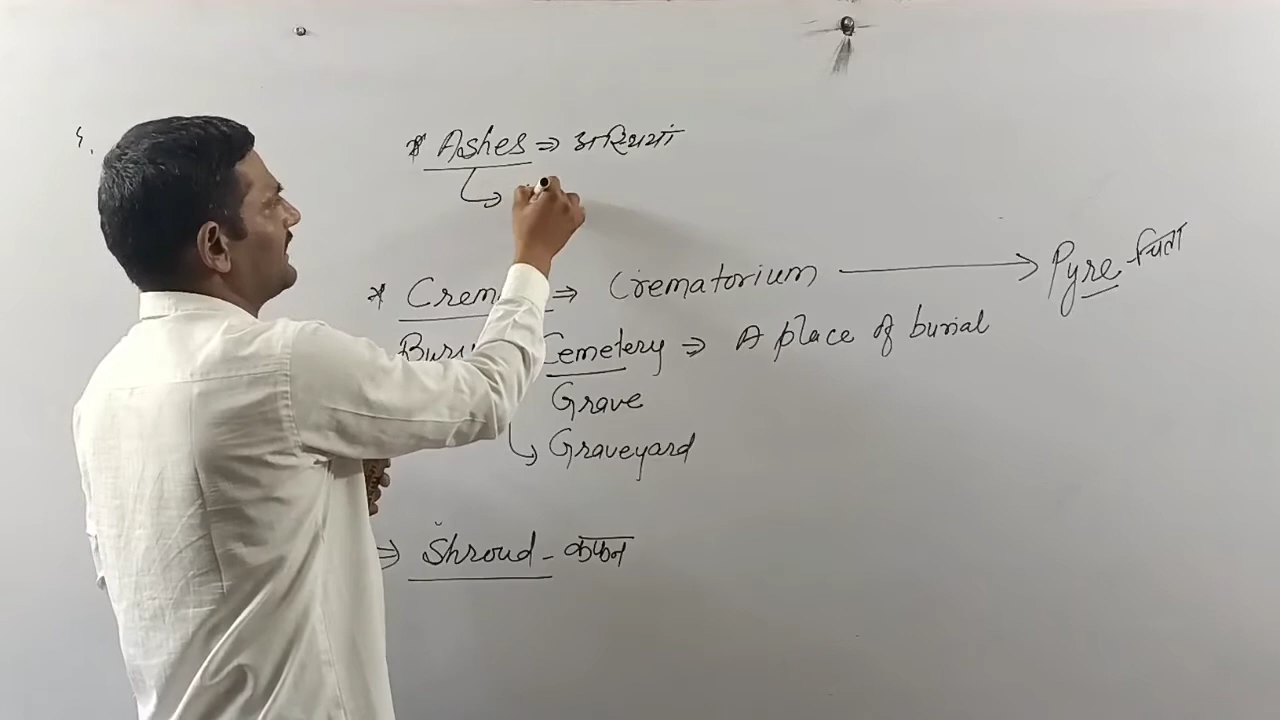 * Ashes ⇒ अस्थियां
* Crem ⇒ Crematorium → Pyre - चिता
Cemetery ⇒ A place of burial
Grave
↳ Graveyard
⇒ Shroud - कफन